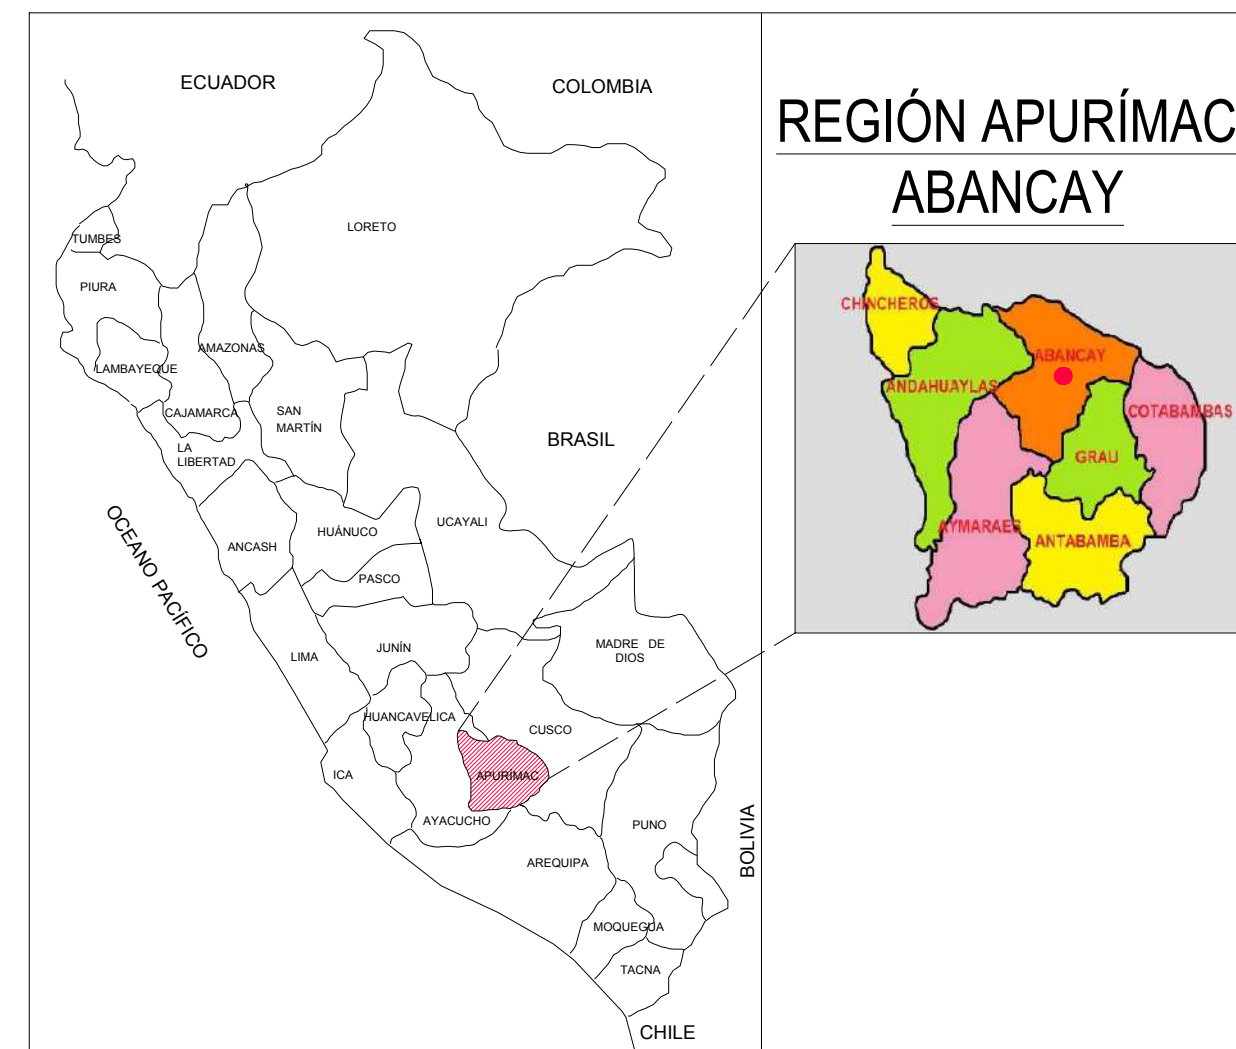 ECUADOR
COLOMBIA
LORETO
TUMBES
PIURA
AMAZONAS
LAMBAYEQUE
CAJAMARCA
SAN
MARTÍN
LA
LIBERTAD
BRASIL
ANCASH
HUÁNUCO
UCAYALI
PASCO
OCEANO PACÍFICO
LIMA
JUNÍN
MADRE DE
DIOS
HUANCAVELICA
CUSCO
ICA
APURÍMAC
AYACUCHO
PUNO
BOLIVIA
AREQUIPA
MOQUEGUA
TACNA
CHILE
REGIÓN APURÍMAC
ABANCAY
CHINCHEROS
ABANCAY
ANDAHUAYLAS
COTABAMBAS
GRAU
AYMARAES
ANTABAMBA